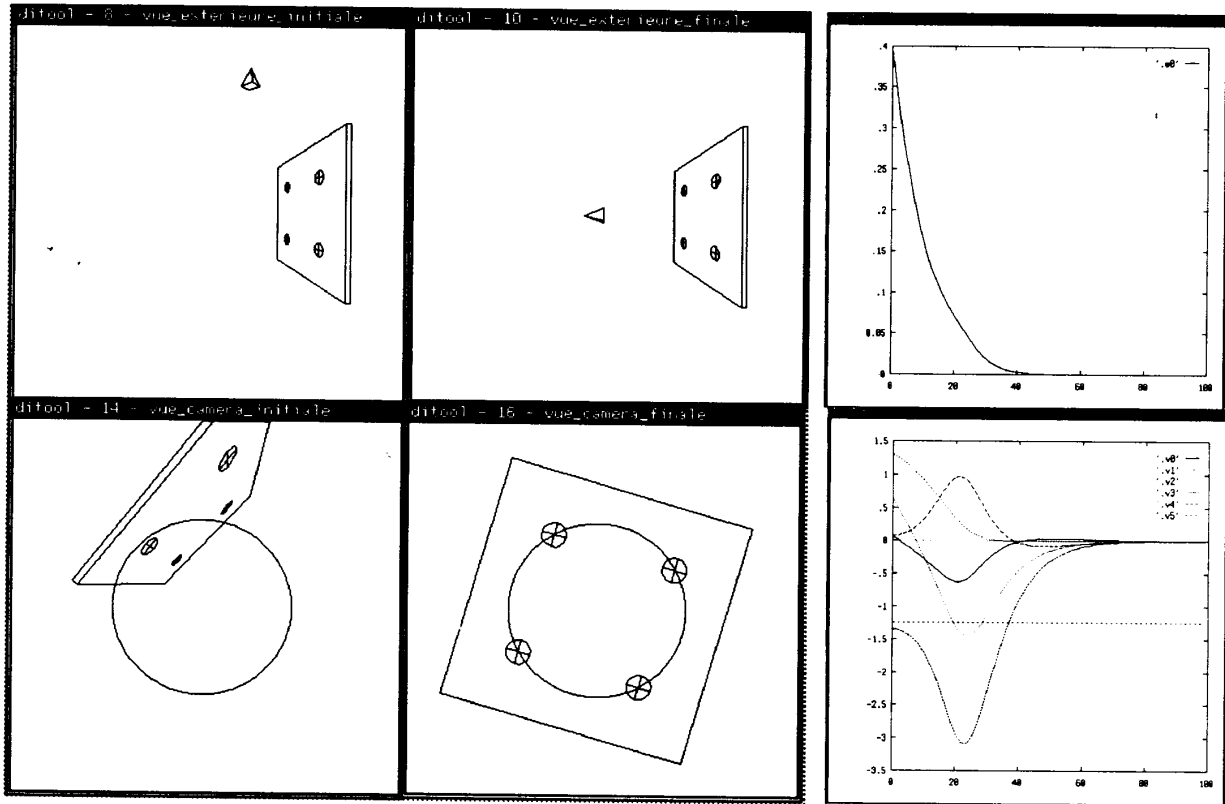 ditool - 8 - vue_exterieure_initiale
ditool - 10 - vue_exterieure_finale
.4
.35
.3
.25
.2
.15
.1
0.05
.0
0
20
40
60
80
100
'.e0'
ditool - 14 - vue_camera_initiale
ditool - 16 - vue_camera_finale
1.5
1
.5
0
-0.5
-1
-1.5
-2
-2.5
-3
-3.5
0
20
40
60
80
100
'.v0'
'.v1'
'.v2'
'.v3'
'.v4'
'.v5'